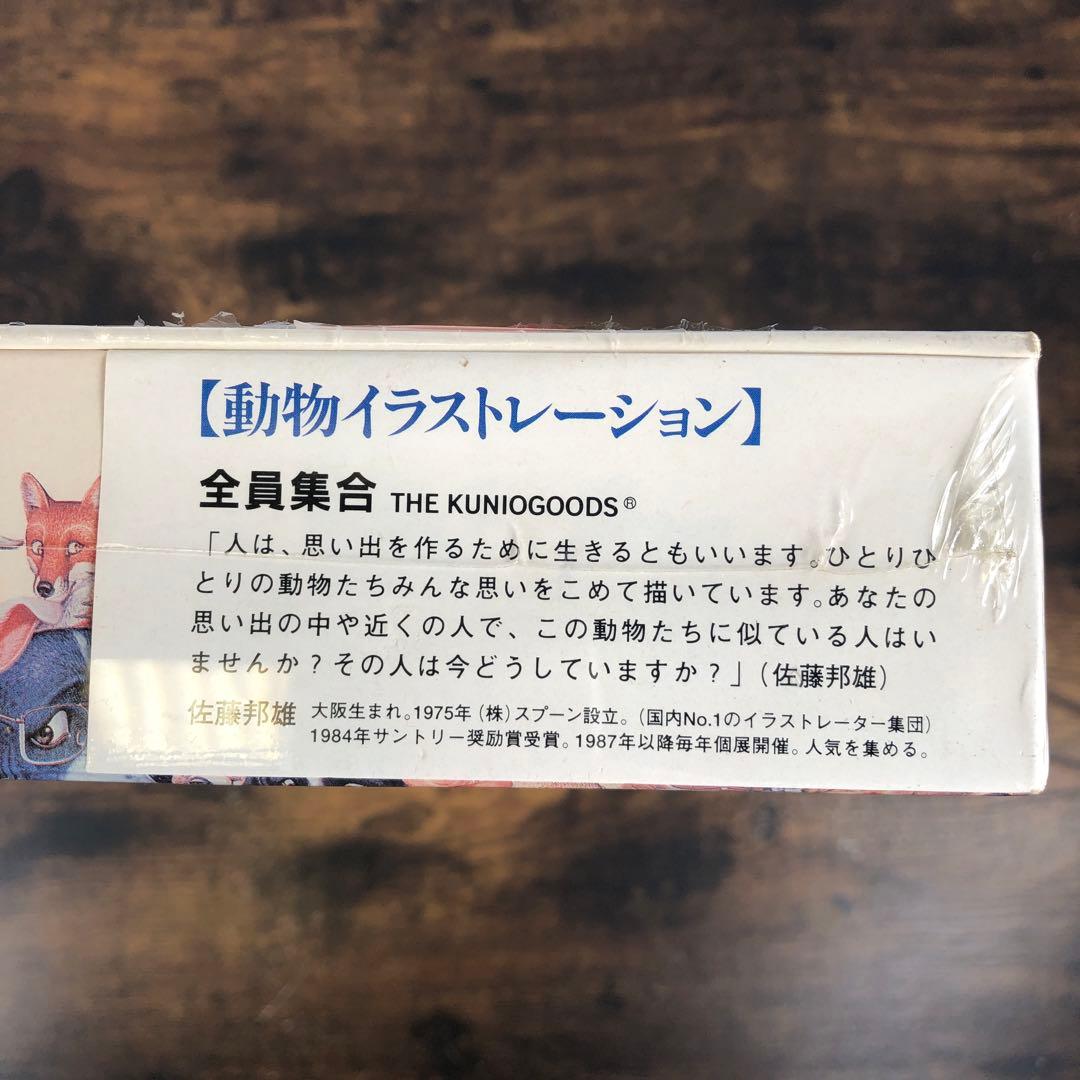 【動物イラストレーション】
全員集合 THE KUNIOGOODS®
「人は、思い出を作るために生きるともいいます。ひとりひ
とりの動物たちみんな思いをこめて描いています。あなたの
思い出の中や近くの人で、この動物たちに似ている人はい
ませんか？その人は今どうしていますか？」（佐藤邦雄）
佐藤邦雄 大阪生まれ。1975年（株）スプーン設立。（国内No.1のイラストレーター集団）
1984年サントリー奨励賞受賞。1987年以降毎年個展開催。人気を集める。